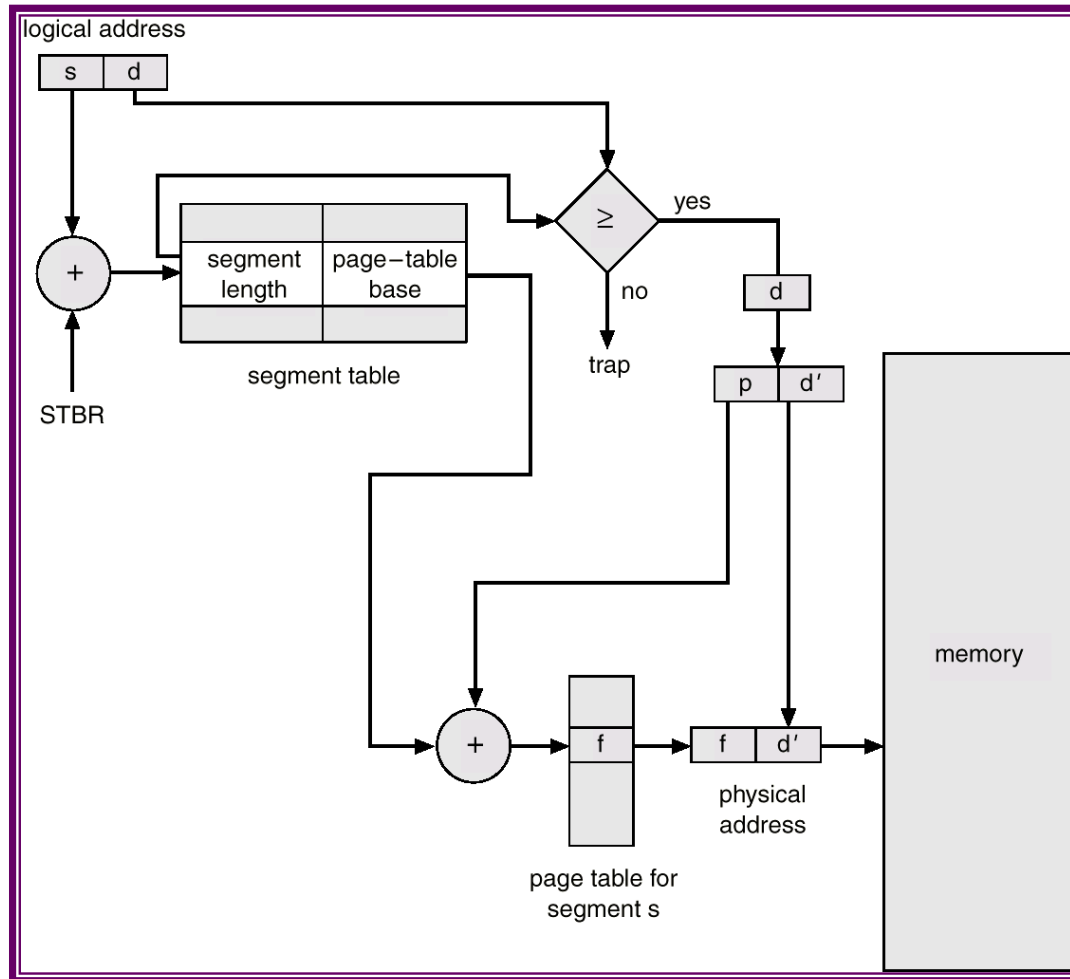 logical address
s d
≥
yes
+
segment length
page–table base
no
d
segment table
trap
p d′
STBR
memory
+
f
f d′
physical address
page table for segment s